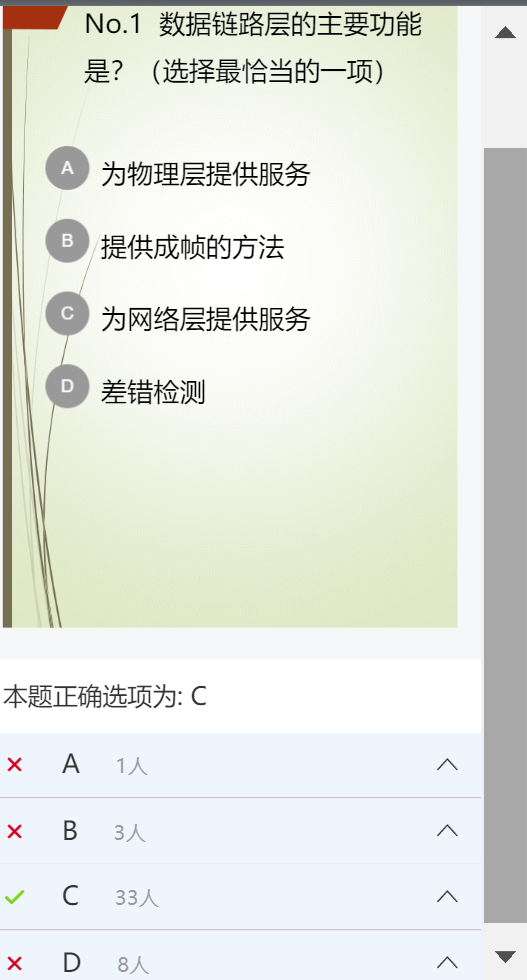 No.1 数据链路层的主要功能
是？（选择最恰当的一项）
A 为物理层提供服务
B 提供成帧的方法
C 为网络层提供服务
D 差错检测
本题正确选项为: C
A 1人
B 3人
C 33人
D 8人